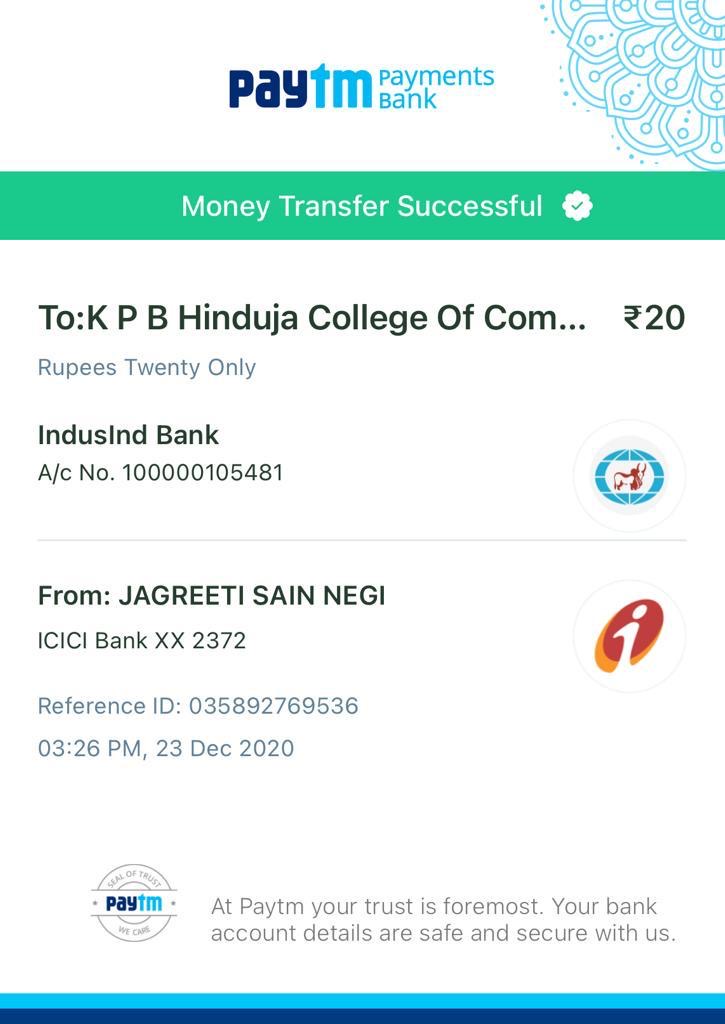 paytm Payments Bank
Money Transfer Successful
To:K P B Hinduja College Of Com... ₹20
Rupees Twenty Only
IndusInd Bank
A/c No. 100000105481
From: JAGREETI SAIN NEGI
ICICI Bank XX 2372
Reference ID: 035892769536
03:26 PM, 23 Dec 2020
SEAL OF TRUST
paytm
WE CARE
At Paytm your trust is foremost. Your bank
account details are safe and secure with us.